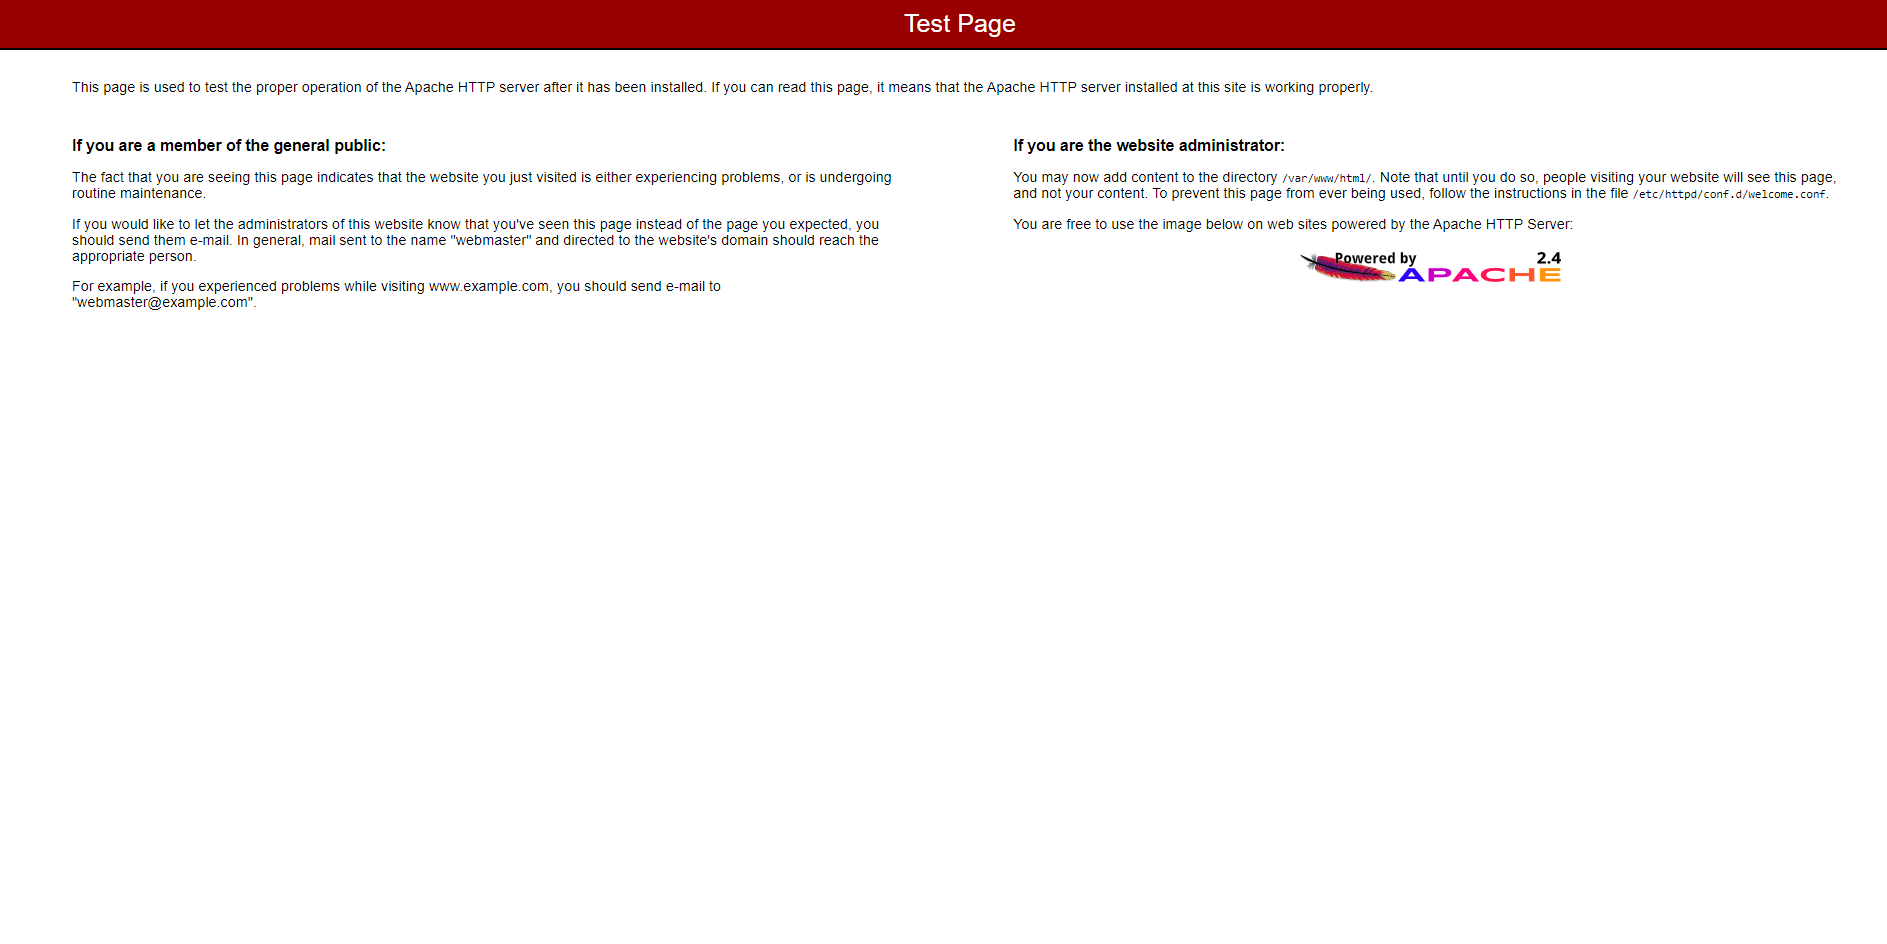 Test Page
This page is used to test the proper operation of the Apache HTTP server after it has been installed. If you can read this page, it means that the Apache HTTP server installed at this site is working properly.
If you are a member of the general public:
The fact that you are seeing this page indicates that the website you just visited is either experiencing problems, or is undergoing
routine maintenance.
If you would like to let the administrators of this website know that you've seen this page instead of the page you expected, you
should send them e-mail. In general, mail sent to the name "webmaster" and directed to the website's domain should reach the
appropriate person.
For example, if you experienced problems while visiting www.example.com, you should send e-mail to
"webmaster@example.com".
If you are the website administrator:
You may now add content to the directory /var/www/html/. Note that until you do so, people visiting your website will see this page,
and not your content. To prevent this page from ever being used, follow the instructions in the file /etc/httpd/conf.d/welcome.conf.
You are free to use the image below on web sites powered by the Apache HTTP Server:
Powered by 2.4
APACHE